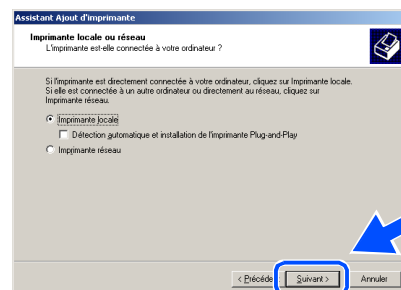 Assistant Ajout d'imprimante
Imprimante locale ou réseau
L'imprimante est-elle connectée à votre ordinateur ?
Si l'imprimante est directement connectée à votre ordinateur, cliquez sur Imprimante locale.
Si elle est connectée à un autre ordinateur ou directement au réseau, cliquez sur
Imprimante réseau.
Imprimante locale
Détection automatique et installation de l'imprimante Plug-and-Play
Imprimante réseau
< Précéde Suivant > Annuler